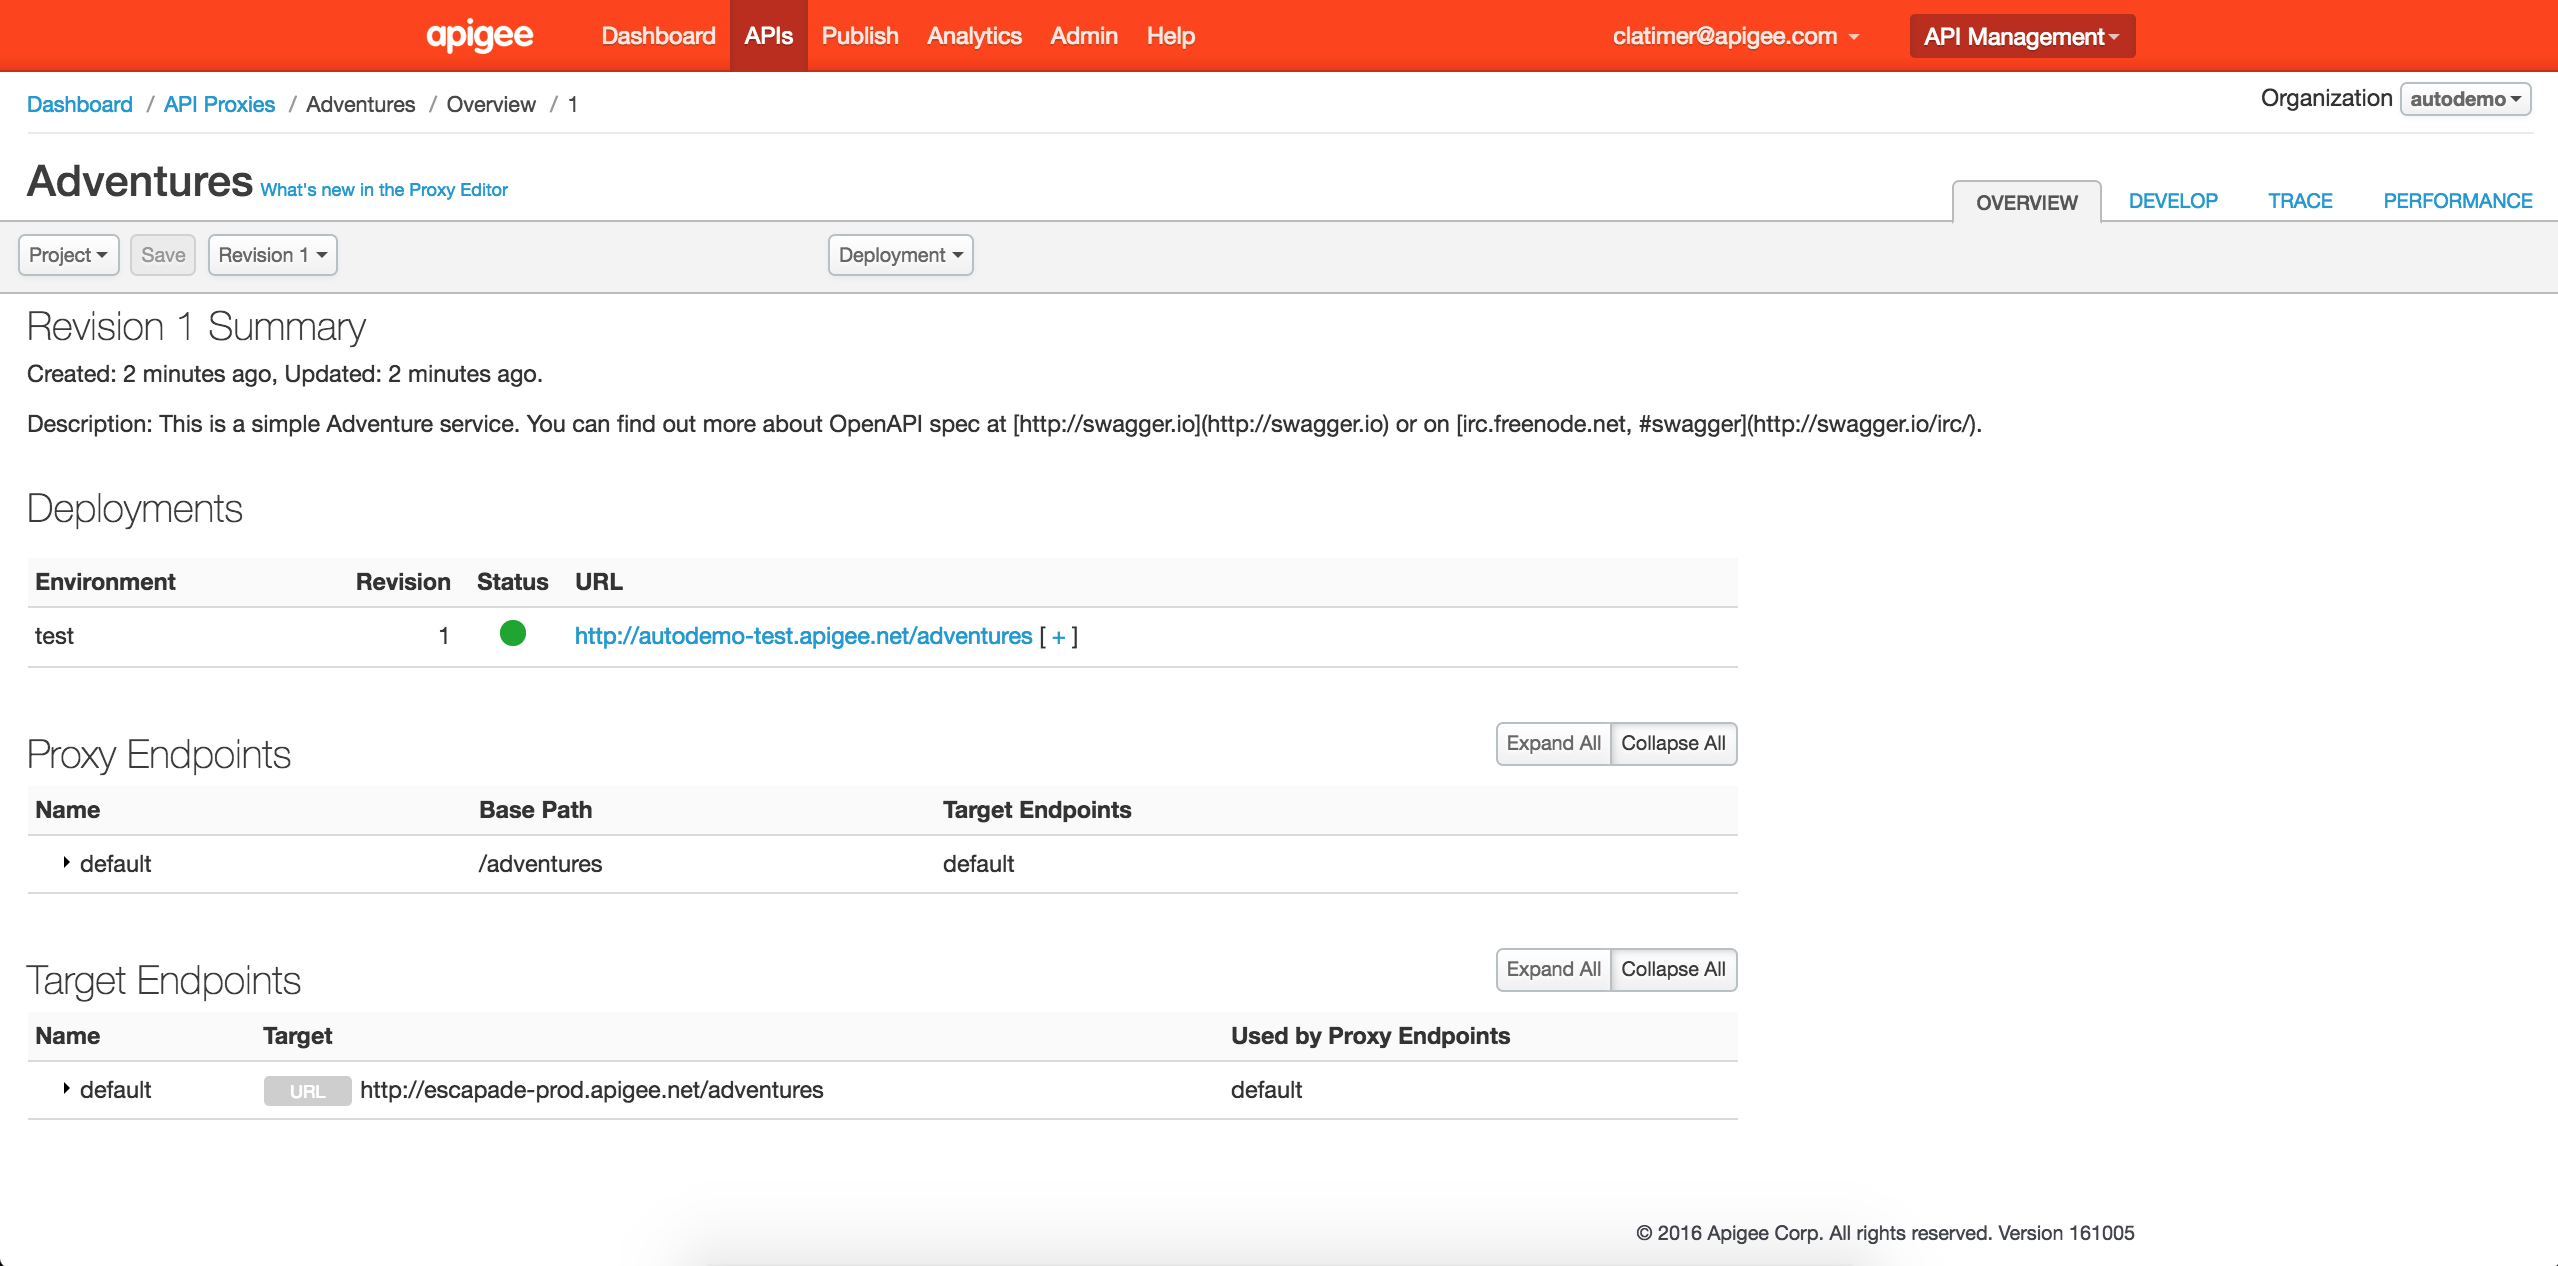 apigee Dashboard APIs Publish Analytics Admin Help clatimer@apigee.com API Management
Dashboard / API Proxies / Adventures / Overview / 1 Organization autodemo
Adventures What's new in the Proxy Editor OVERVIEW DEVELOP TRACE PERFORMANCE
Project Save Revision 1 Deployment
Revision 1 Summary
Created: 2 minutes ago, Updated: 2 minutes ago.
Description: This is a simple Adventure service. You can find out more about OpenAPI spec at [http://swagger.io](http://swagger.io) or on [irc.freenode.net, #swagger](http://swagger.io/irc/).
Deployments
Environment Revision Status URL
test 1 http://autodemo-test.apigee.net/adventures [ + ]
Proxy Endpoints Expand All Collapse All
Name Base Path Target Endpoints
default /adventures default
Target Endpoints Expand All Collapse All
Name Target Used by Proxy Endpoints
default URL http://escapade-prod.apigee.net/adventures default
© 2016 Apigee Corp. All rights reserved. Version 161005